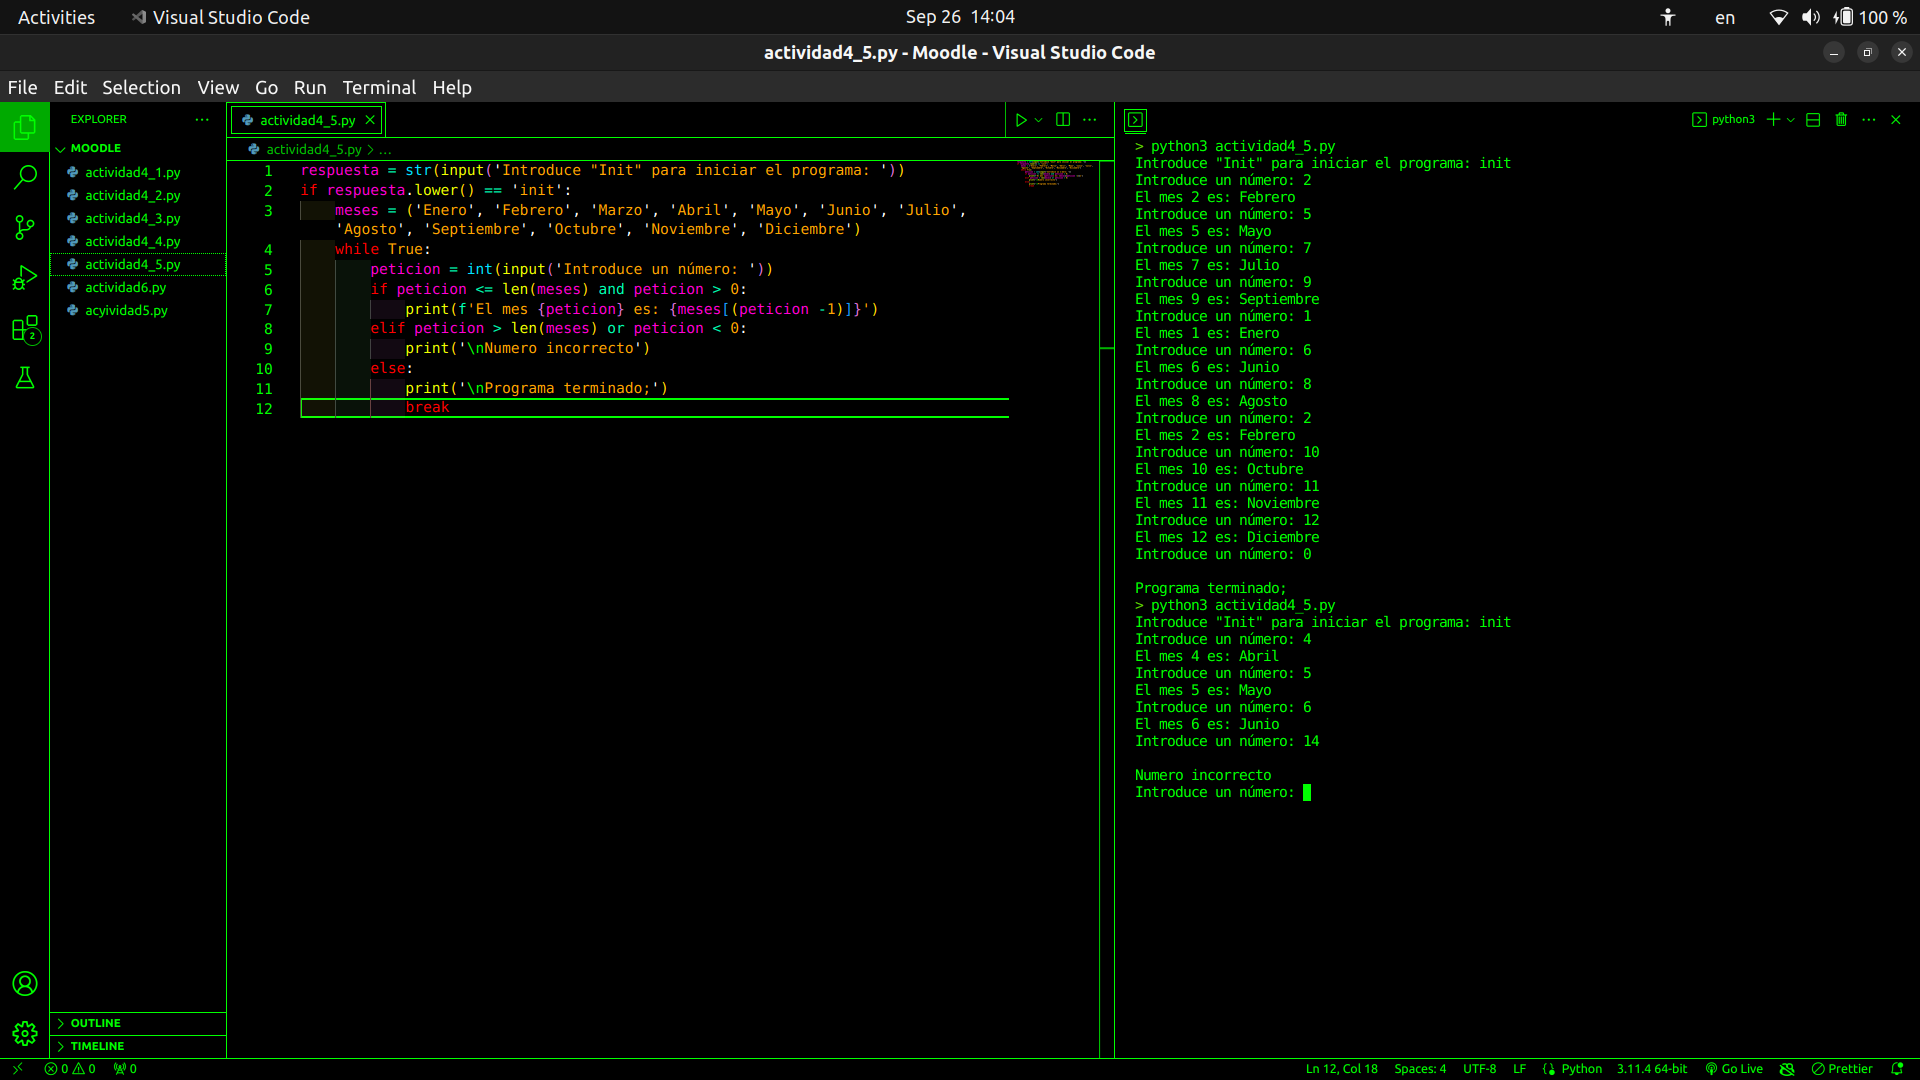 Activities
Visual Studio Code
Sep 26 14:04
en
100 %
actividad4_5.py - Moodle - Visual Studio Code
File Edit Selection View Go Run Terminal Help
EXPLORER
MOODLE
actividad4_1.py
actividad4_2.py
actividad4_3.py
actividad4_4.py
actividad4_5.py
actividad6.py
acyividad5.py
OUTLINE
TIMELINE
2
actividad4_5.py
actividad4_5.py > ...
1 respuesta = str(input('Introduce "Init" para iniciar el programa: '))
2 if respuesta.lower() == 'init':
3 meses = ('Enero', 'Febrero', 'Marzo', 'Abril', 'Mayo', 'Junio', 'Julio',
'Agosto', 'Septiembre', 'Octubre', 'Noviembre', 'Diciembre')
4 while True:
5 peticion = int(input('Introduce un número: '))
6 if peticion <= len(meses) and peticion > 0:
7 print(f'El mes {peticion} es: {meses[(peticion -1)]}')
8 elif peticion > len(meses) or peticion < 0:
9 print('\nNumero incorrecto')
10 else:
11 print('\nPrograma terminado;')
12 break
python3
> python3 actividad4_5.py
Introduce "Init" para iniciar el programa: init
Introduce un número: 2
El mes 2 es: Febrero
Introduce un número: 5
El mes 5 es: Mayo
Introduce un número: 7
El mes 7 es: Julio
Introduce un número: 9
El mes 9 es: Septiembre
Introduce un número: 1
El mes 1 es: Enero
Introduce un número: 6
El mes 6 es: Junio
Introduce un número: 8
El mes 8 es: Agosto
Introduce un número: 2
El mes 2 es: Febrero
Introduce un número: 10
El mes 10 es: Octubre
Introduce un número: 11
El mes 11 es: Noviembre
Introduce un número: 12
El mes 12 es: Diciembre
Introduce un número: 0
Programa terminado;
> python3 actividad4_5.py
Introduce "Init" para iniciar el programa: init
Introduce un número: 4
El mes 4 es: Abril
Introduce un número: 5
El mes 5 es: Mayo
Introduce un número: 6
El mes 6 es: Junio
Introduce un número: 14
Numero incorrecto
Introduce un número:
0 0 0
Ln 12, Col 18 Spaces: 4 UTF-8 LF Python 3.11.4 64-bit Go Live Prettier